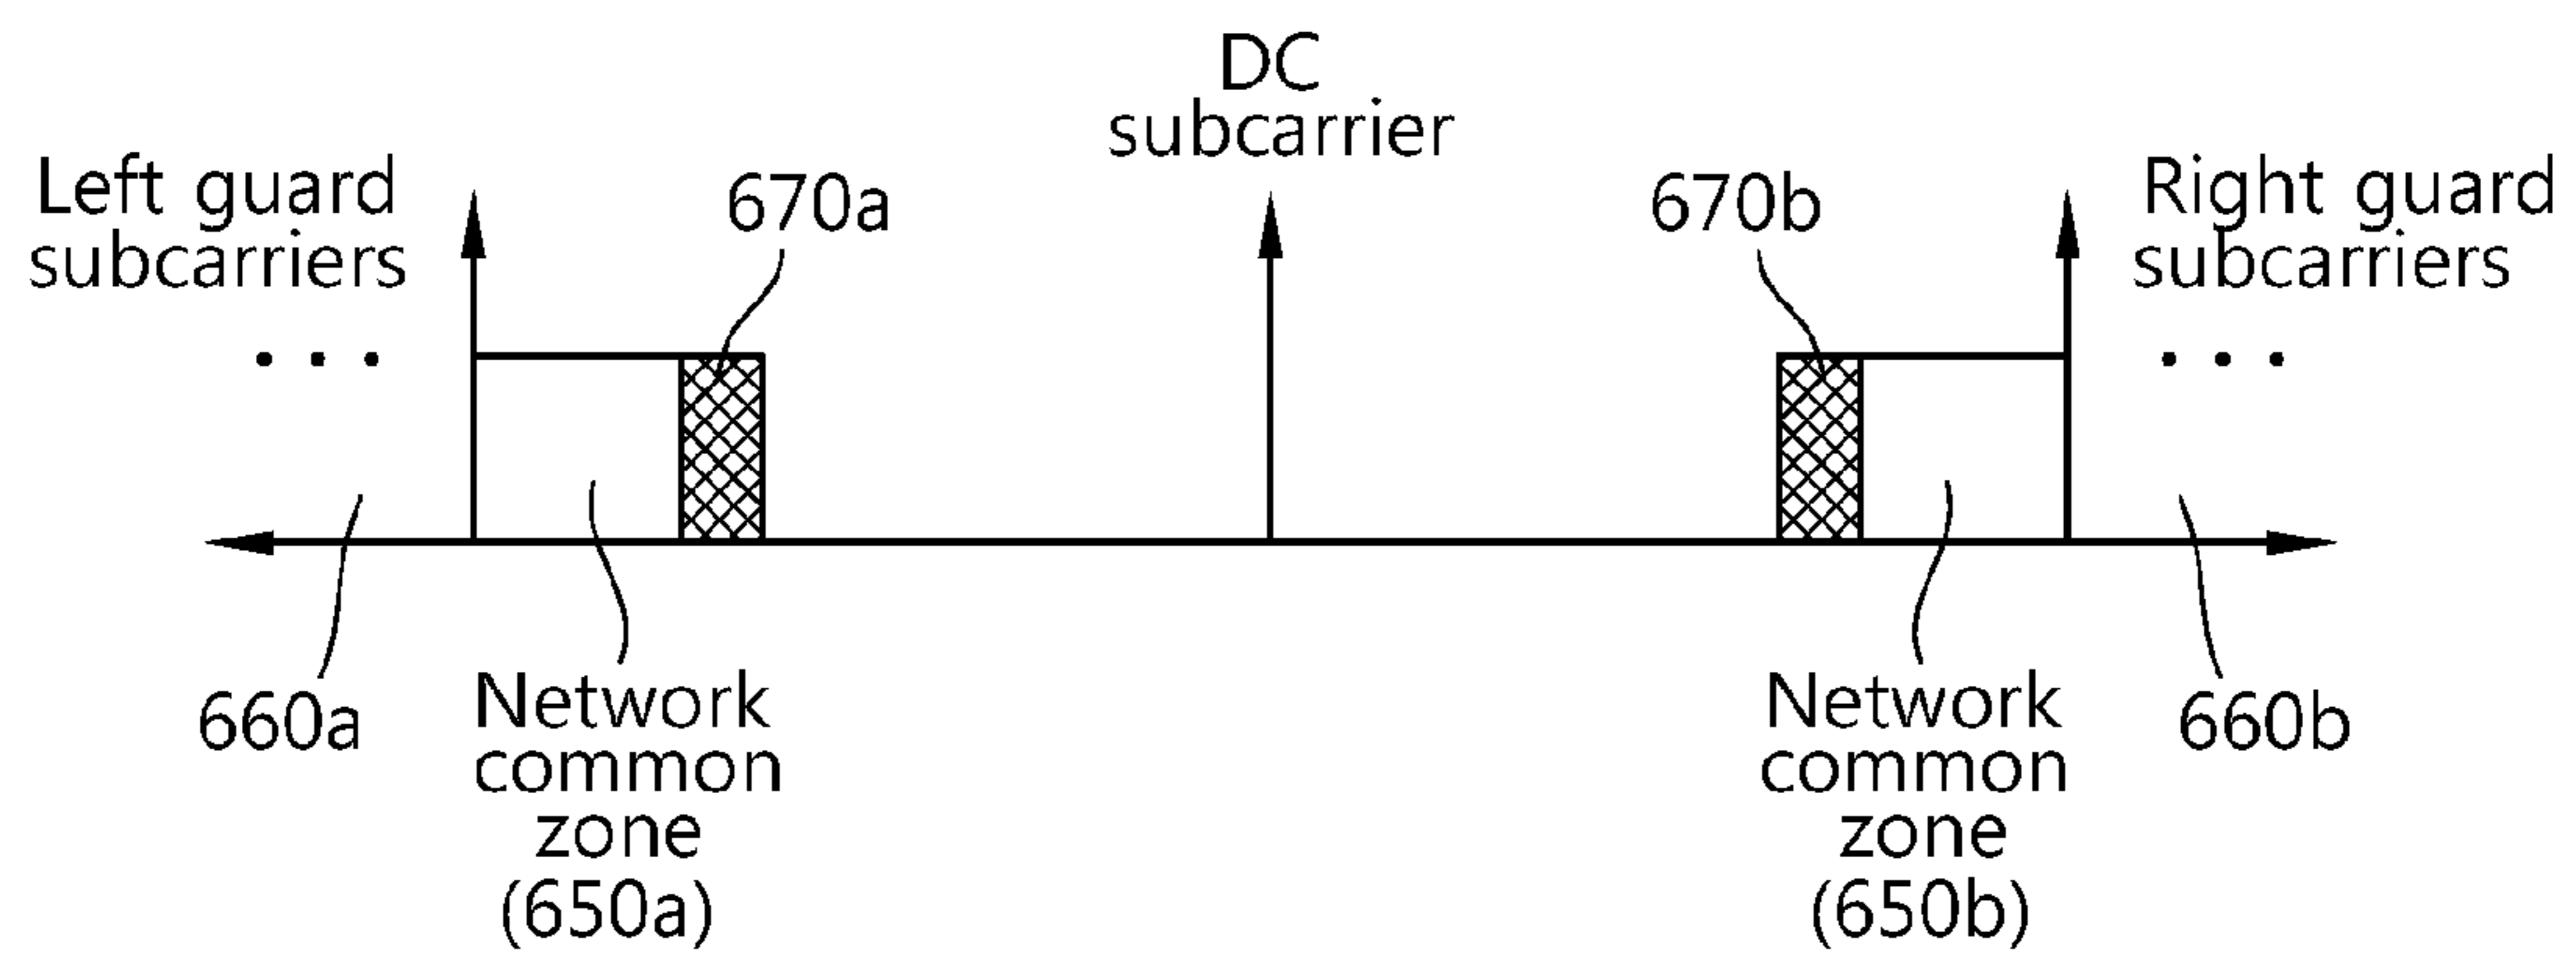 DC
subcarrier
Left guard
subcarriers
670a
670b
Right guard
subcarriers
660a
Network
common
zone
(650a)
Network
common
zone
(650b)
660b